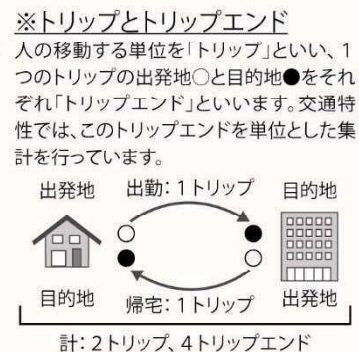 ※トリップとトリップエンド
人の移動する単位を「トリップ」といい、1
つのトリップの出発地○と目的地●をそれ
ぞれ「トリップエンド」といいます。交通特
性では、このトリップエンドを単位とした集
計を行っています。
出発地 出勤：1トリップ 目的地
目的地 帰宅：1トリップ 出発地
計：2トリップ、4トリップエンド